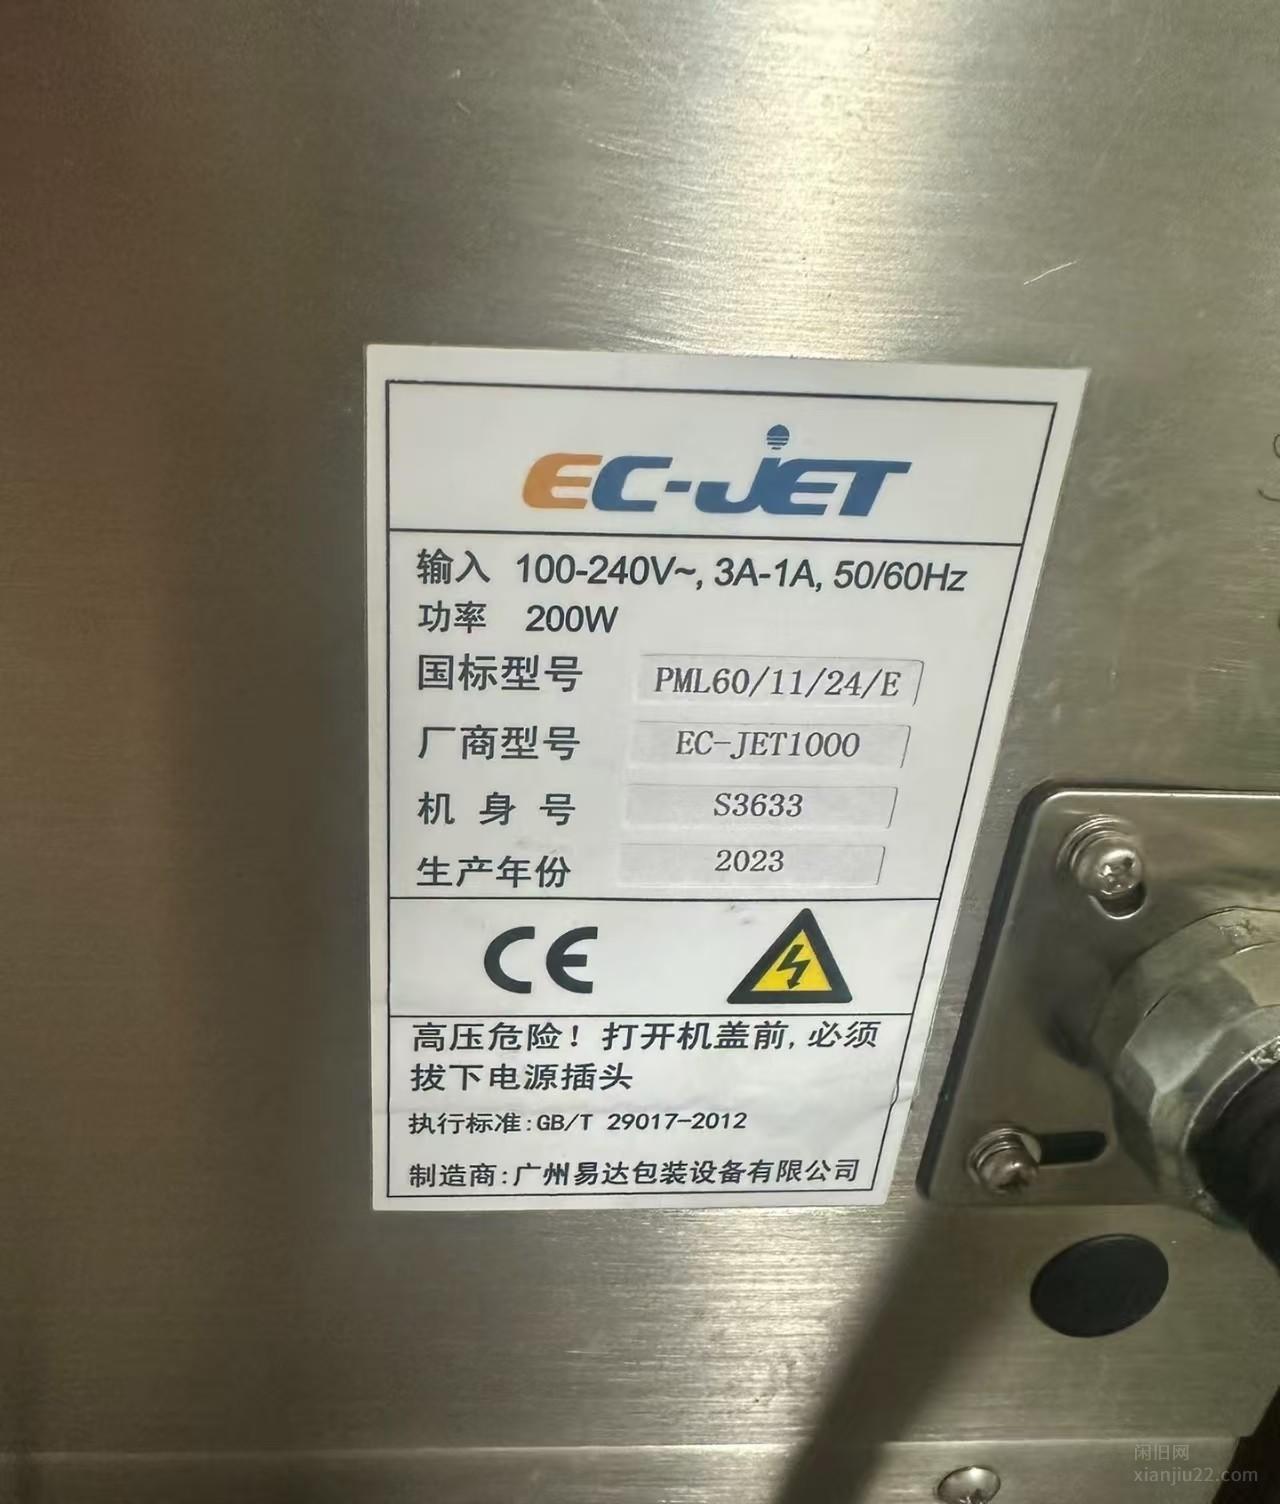 EC-JET
输入 100-240V~, 3A-1A, 50/60Hz
功率 200W
国标型号 PML60/11/24/E
厂商型号 EC-JET1000
机身号 S3633
生产年份 2023
CE
高压危险！打开机盖前,必须
拔下电源插头
执行标准:GB/T 29017-2012
制造商:广州易达包装设备有限公司
闲旧网
xianjiu22.com